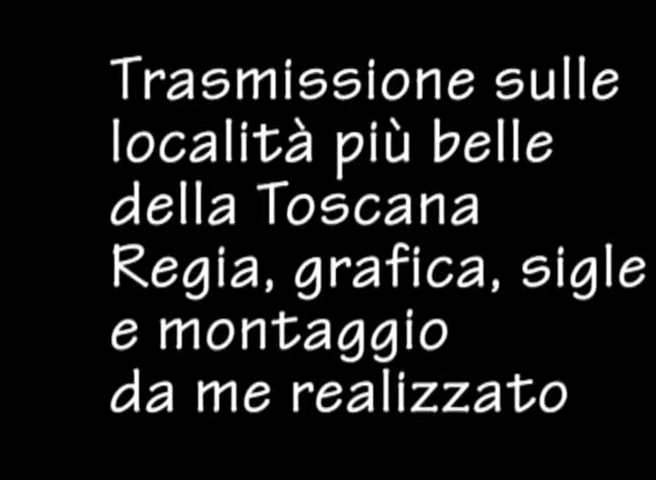 Trasmissione sulle
località più belle
della Toscana
Regia, grafica, sigle
e montaggio
da me realizzato